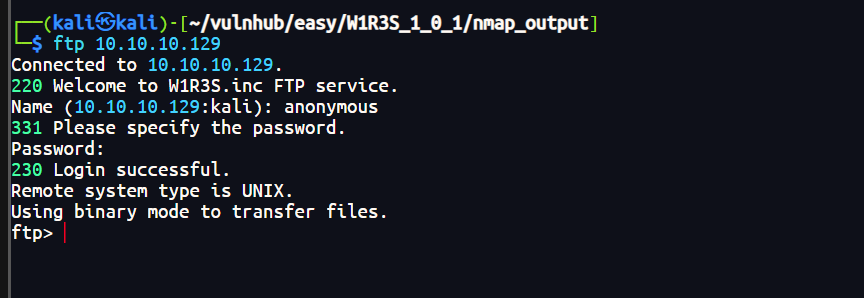 ┌──(kali㉿kali)-[~/vulnhub/easy/W1R3S_1_0_1/nmap_output]
└─$ ftp 10.10.10.129
Connected to 10.10.10.129.
220 Welcome to W1R3S.inc FTP service.
Name (10.10.10.129:kali): anonymous
331 Please specify the password.
Password:
230 Login successful.
Remote system type is UNIX.
Using binary mode to transfer files.
ftp>